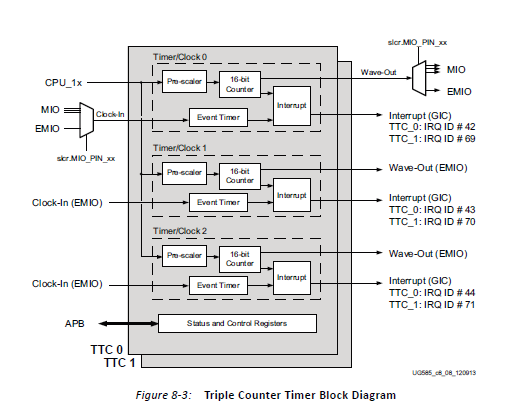 slcr.MIO_PIN_xx
Timer/Clock 0
Wave-Out
CPU_1x
Pre-scaler
16-bit
Counter
MIO
EMIO
MIO
EMIO
Clock-In
Event Timer
Interrupt
Interrupt (GIC)
TTC_0: IRQ ID # 42
TTC_1: IRQ ID # 69
slcr.MIO_PIN_xx
Timer/Clock 1
Pre-scaler
16-bit
Counter
Wave-Out (EMIO)
Clock-In (EMIO)
Event Timer
Interrupt
Interrupt (GIC)
TTC_0: IRQ ID # 43
TTC_1: IRQ ID # 70
Timer/Clock 2
Pre-scaler
16-bit
Counter
Wave-Out (EMIO)
Clock-In (EMIO)
Event Timer
Interrupt
Interrupt (GIC)
TTC_0: IRQ ID # 44
TTC_1: IRQ ID # 71
APB
Status and Control Registers
TTC 0
TTC 1
UG585_c8_08_120913
Figure 8-3: Triple Counter Timer Block Diagram